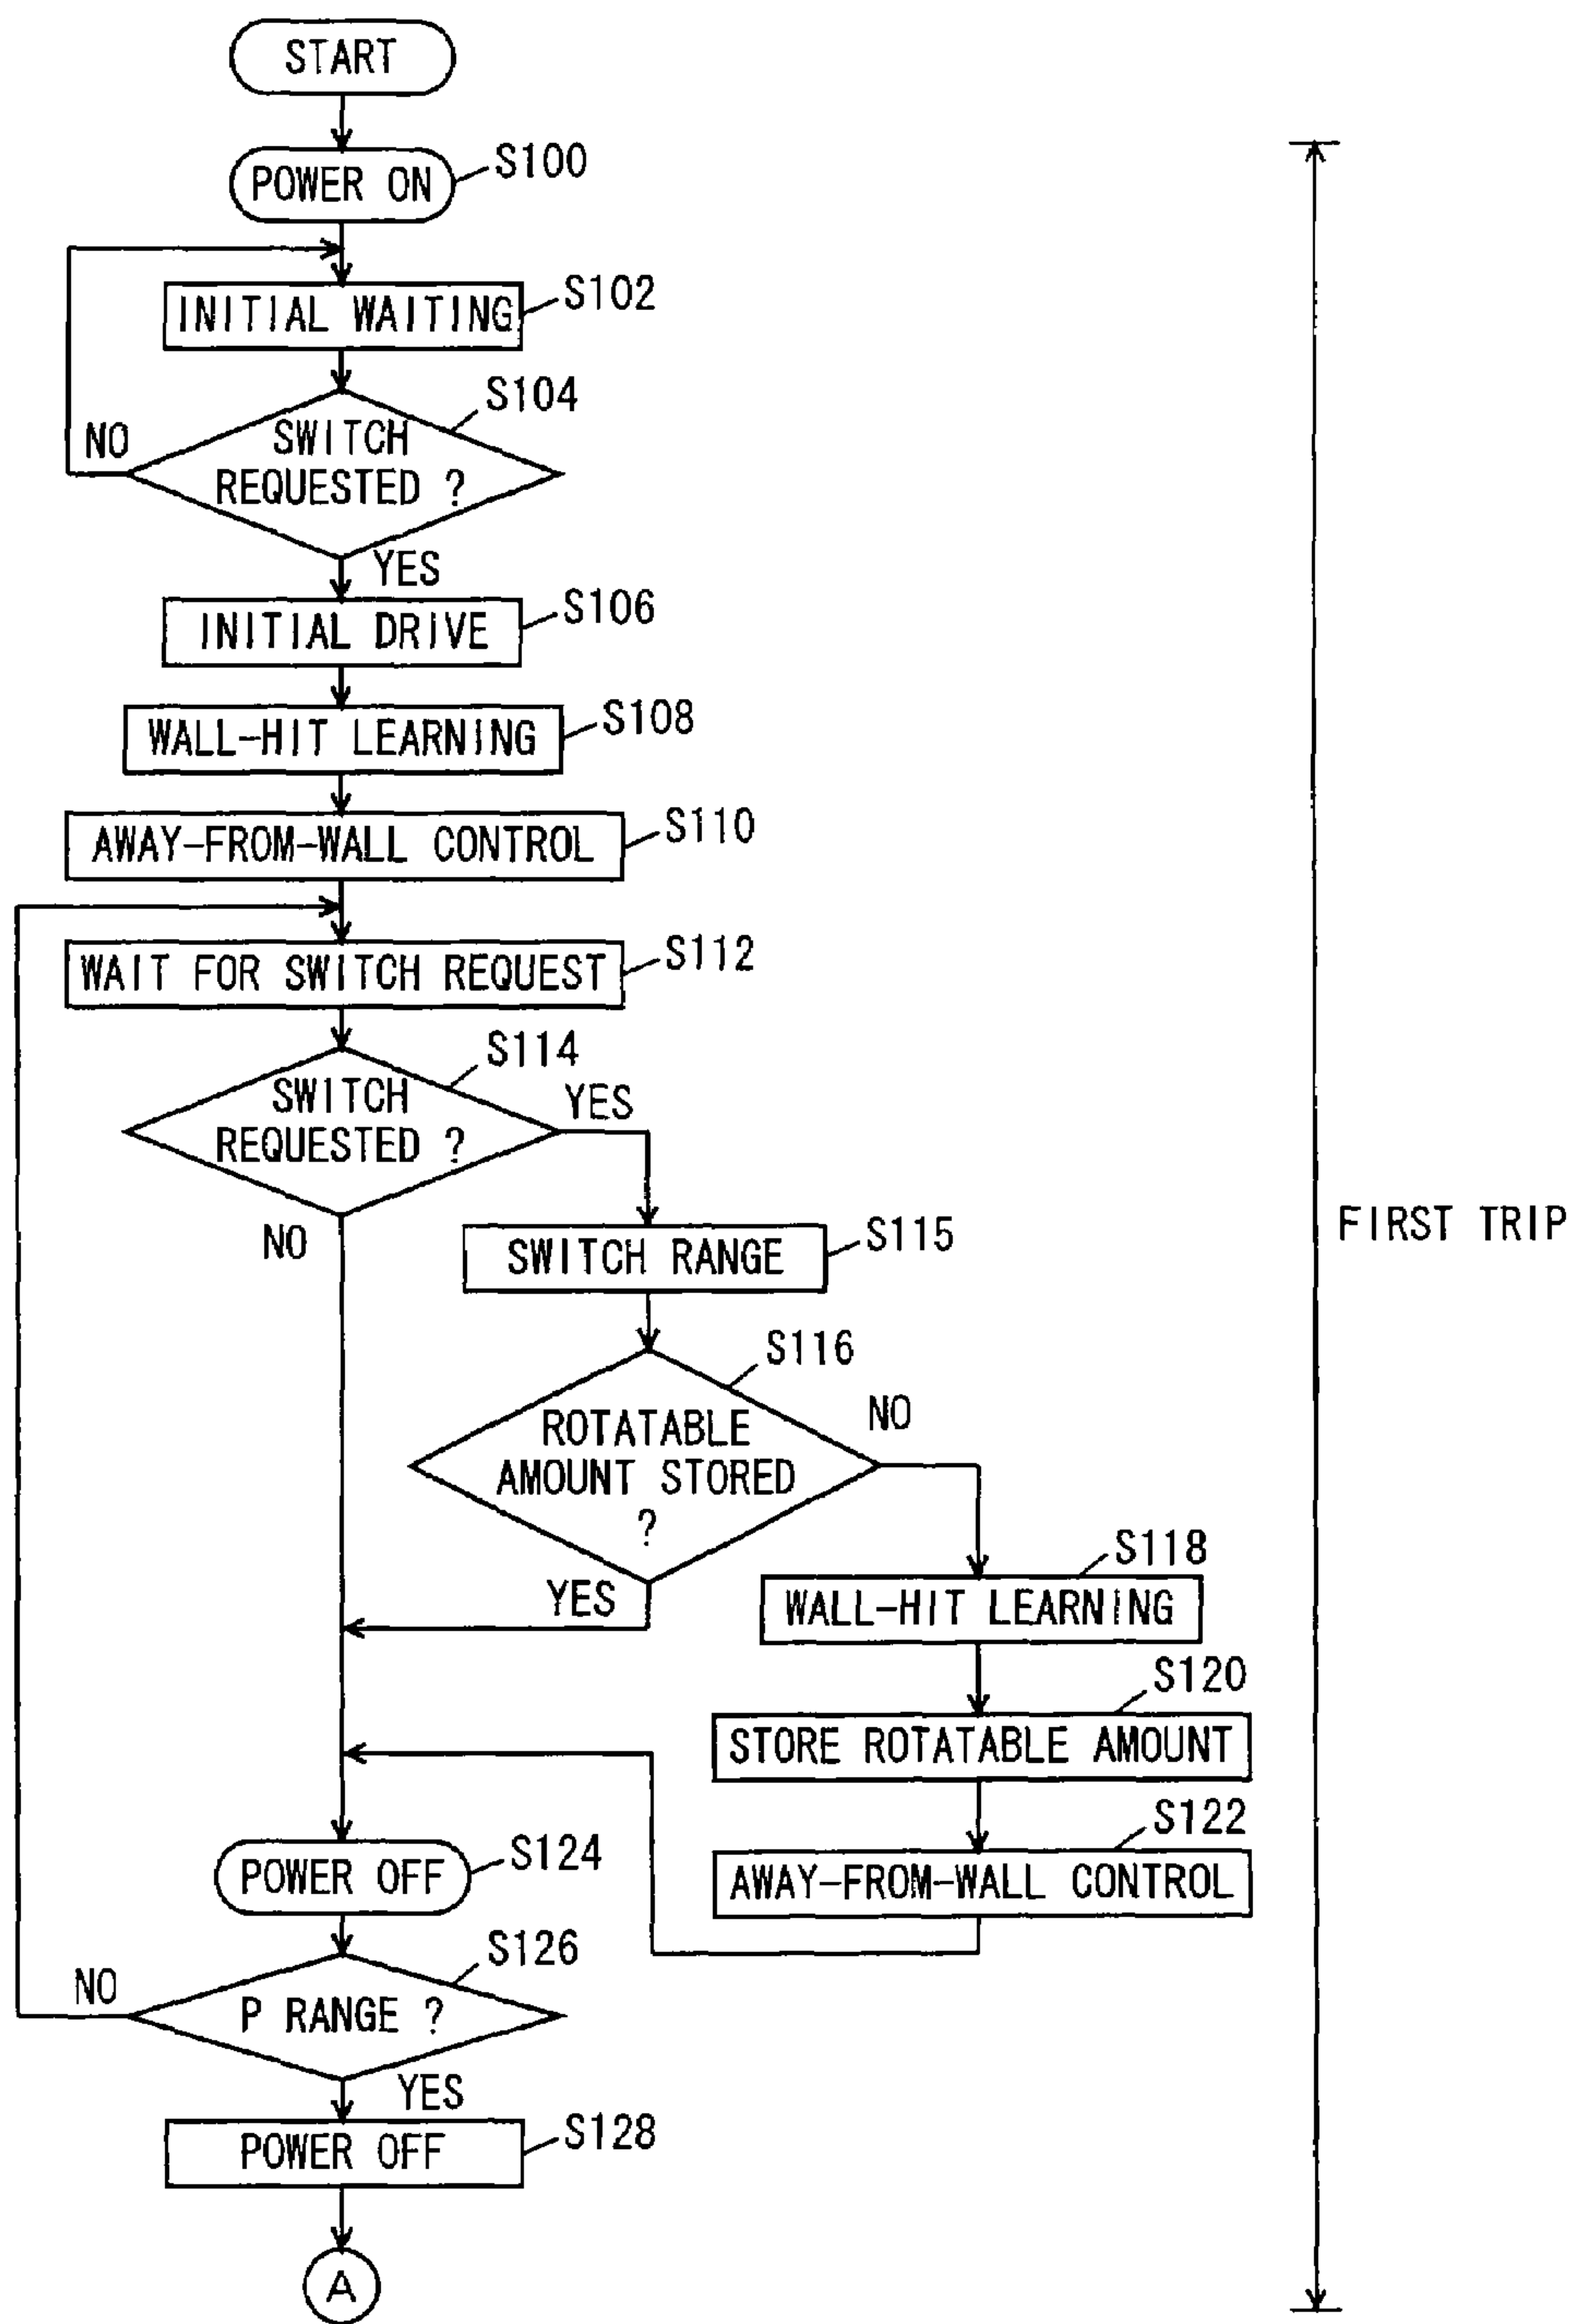 START
POWER ON
S100
INITIAL WAITING
S102
S104
SWITCH
REQUESTED ?
NO
YES
INITIAL DRIVE
S106
WALL-HIT LEARNING
S108
AWAY-FROM-WALL CONTROL
S110
WAIT FOR SWITCH REQUEST
S112
S114
SWITCH
REQUESTED ?
YES
NO
SWITCH RANGE
S115
FIRST TRIP
S116
ROTATABLE
AMOUNT STORED
?
NO
YES
S118
WALL-HIT LEARNING
S120
STORE ROTATABLE AMOUNT
S122
AWAY-FROM-WALL CONTROL
S124
POWER OFF
S126
P RANGE ?
NO
YES
POWER OFF
S128
A